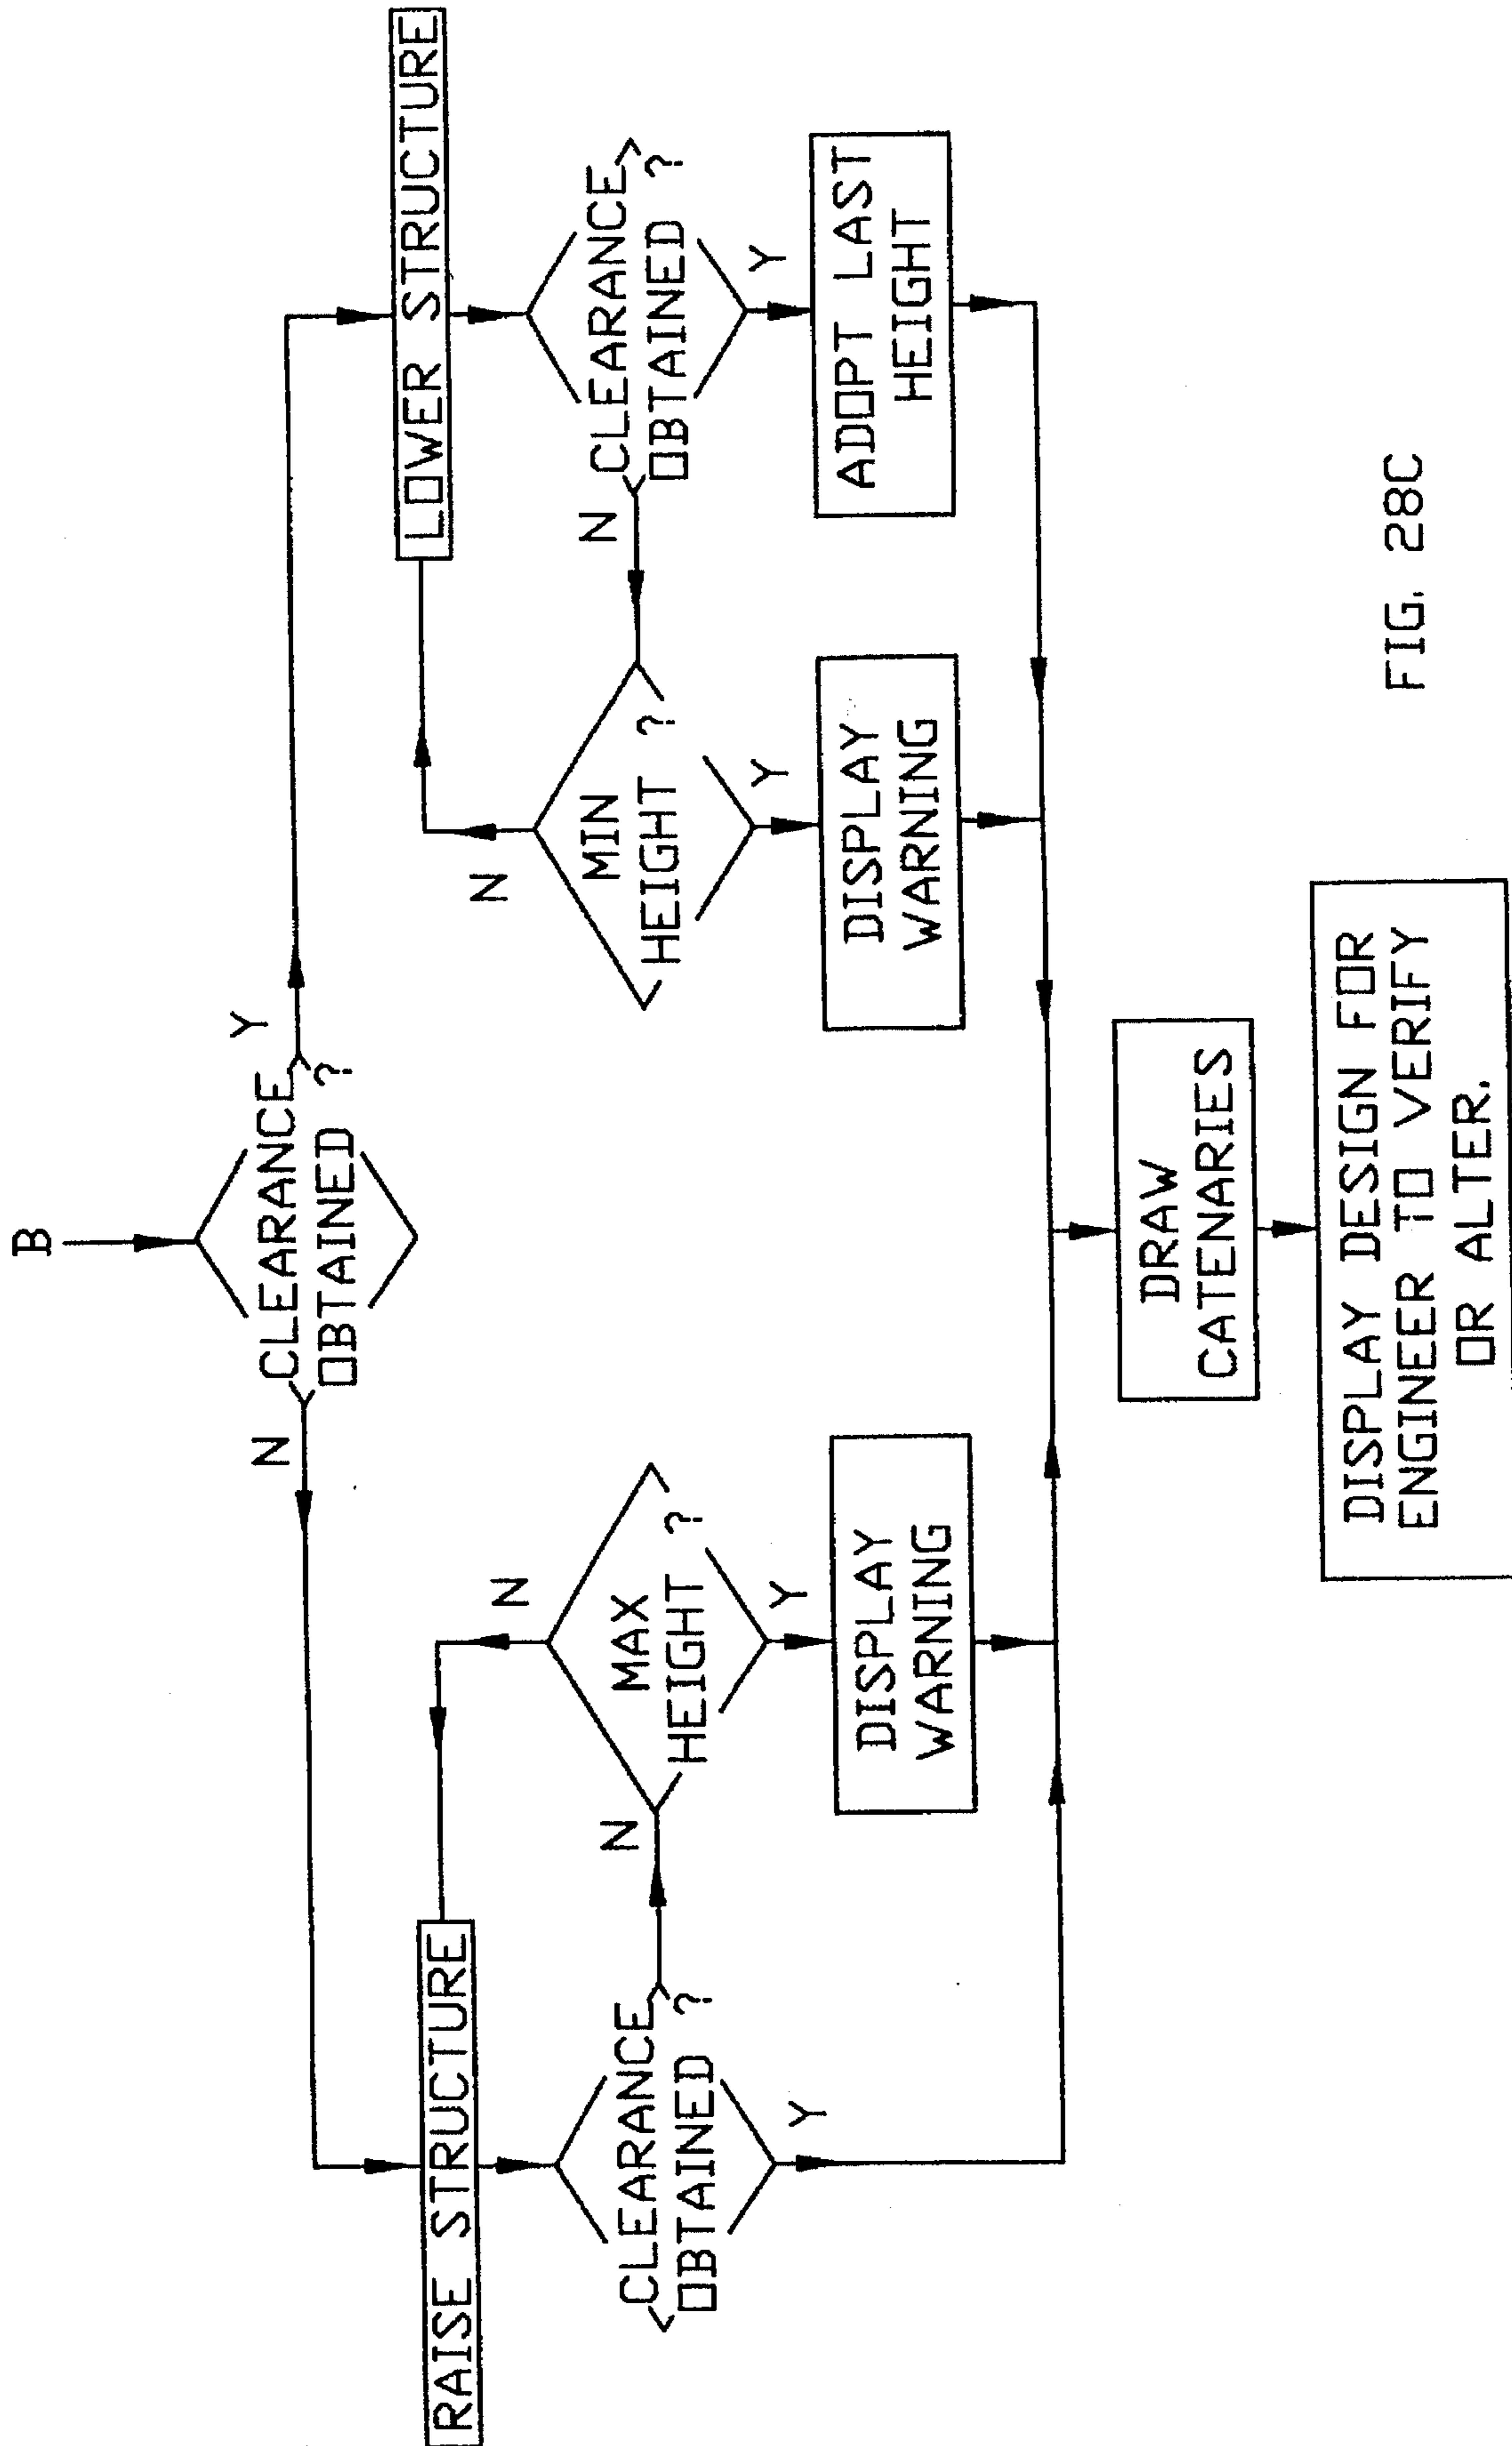 B
CLEARANCE
OBTAINED ?
N
Y
RAISE STRUCTURE
LOWER STRUCTURE
CLEARANCE
OBTAINED ?
N
Y
MAX
HEIGHT ?
N
Y
MIN
HEIGHT ?
N
Y
CLEARANCE
OBTAINED ?
N
Y
DISPLAY
WARNING
DISPLAY
WARNING
ADOPT LAST
HEIGHT
DRAW
CATENARIES
DISPLAY DESIGN FOR
ENGINEER TO VERIFY
OR ALTER.
FIG. 28C